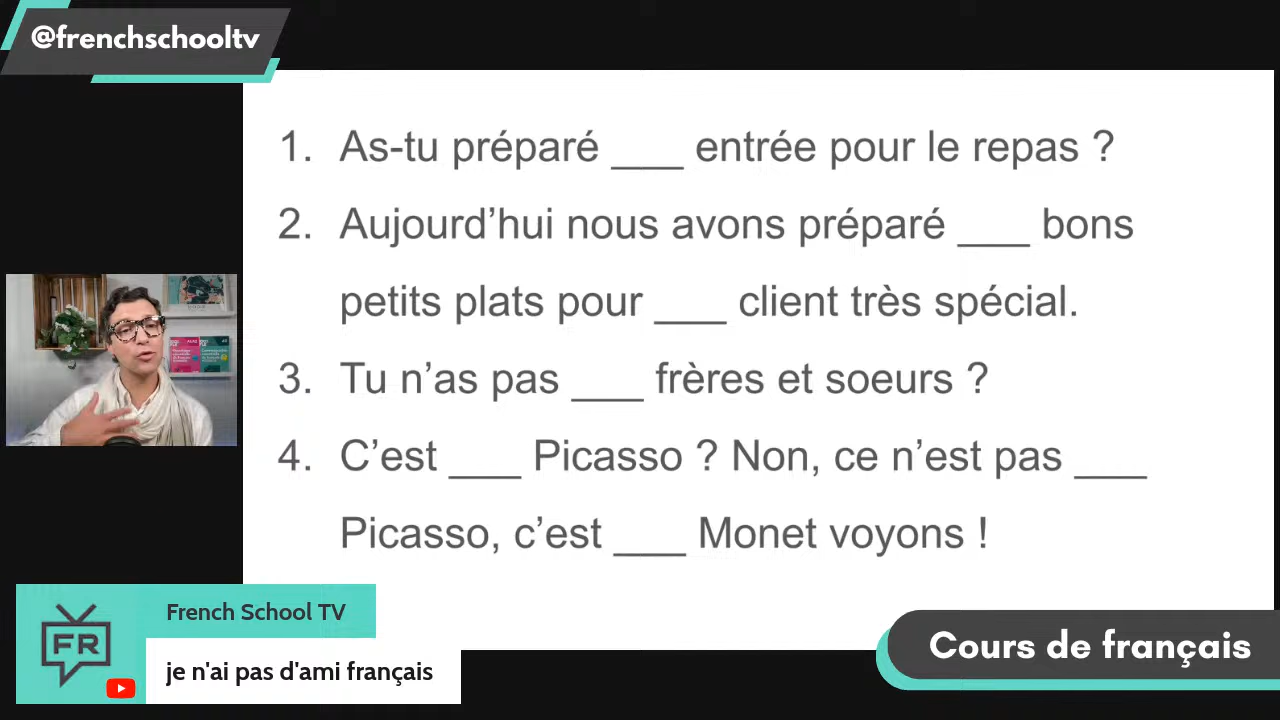 @frenchschooltv
1. As-tu préparé ___ entrée pour le repas ?
2. Aujourd’hui nous avons préparé ___ bons
petits plats pour ___ client très spécial.
3. Tu n’as pas ___ frères et soeurs ?
4. C’est ___ Picasso ? Non, ce n’est pas ___
Picasso, c’est ___ Monet voyons !
FR
French School TV
je n'ai pas d'ami français
Cours de français